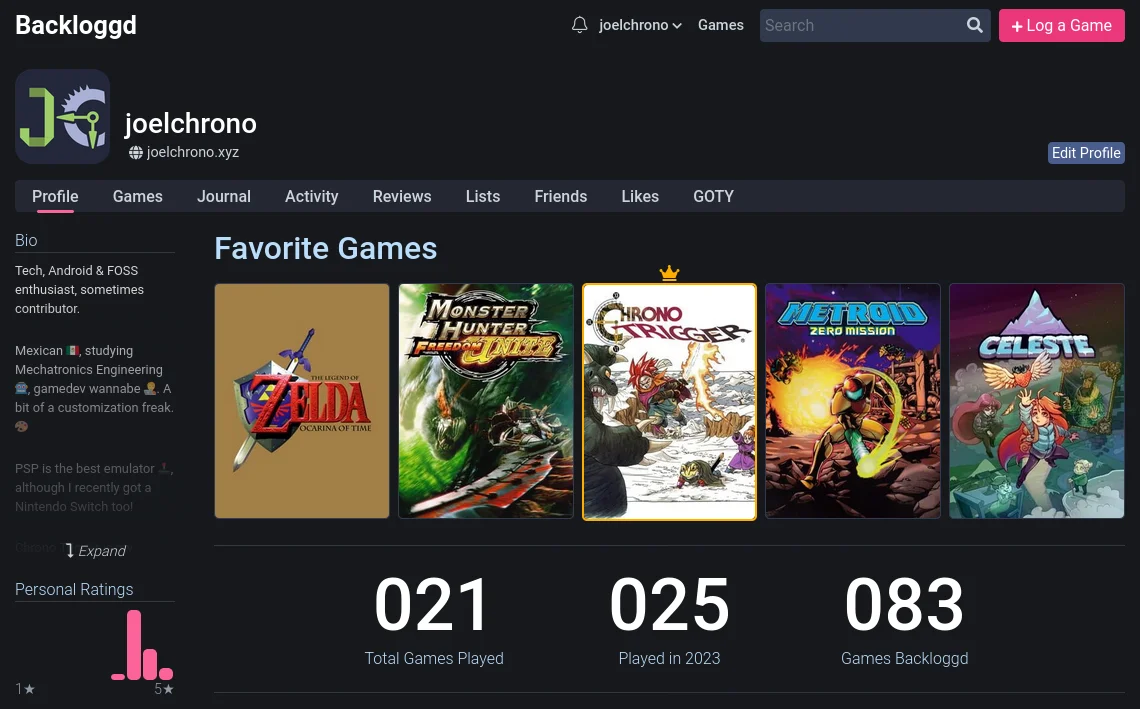 Backloggd
joelchrono
Games
Search
+ Log a Game
joelchrono
joelchrono.xyz
Edit Profile
Profile Games Journal Activity Reviews Lists Friends Likes GOTY
Bio
Tech, Android & FOSS
enthusiast, sometimes
contributor.
Mexican 🇲🇽, studying
Mechatronics Engineering
🤖, gamedev wannabe 👨‍💻. A
bit of a customization freak.
🎨
PSP is the best emulator 🕹️,
although I recently got a
Nintendo Switch too!
Chrono
Expand
Personal Ratings
1★ 5★
Favorite Games
THE LEGEND OF
ZELDA
OCARINA OF TIME
MONSTER
HUNTER
FREEDOM UNITE
CHRONO
TRIGGER
METROID
ZERO MISSION
CELESTE
021 025 083
Total Games Played Played in 2023 Games Backloggd